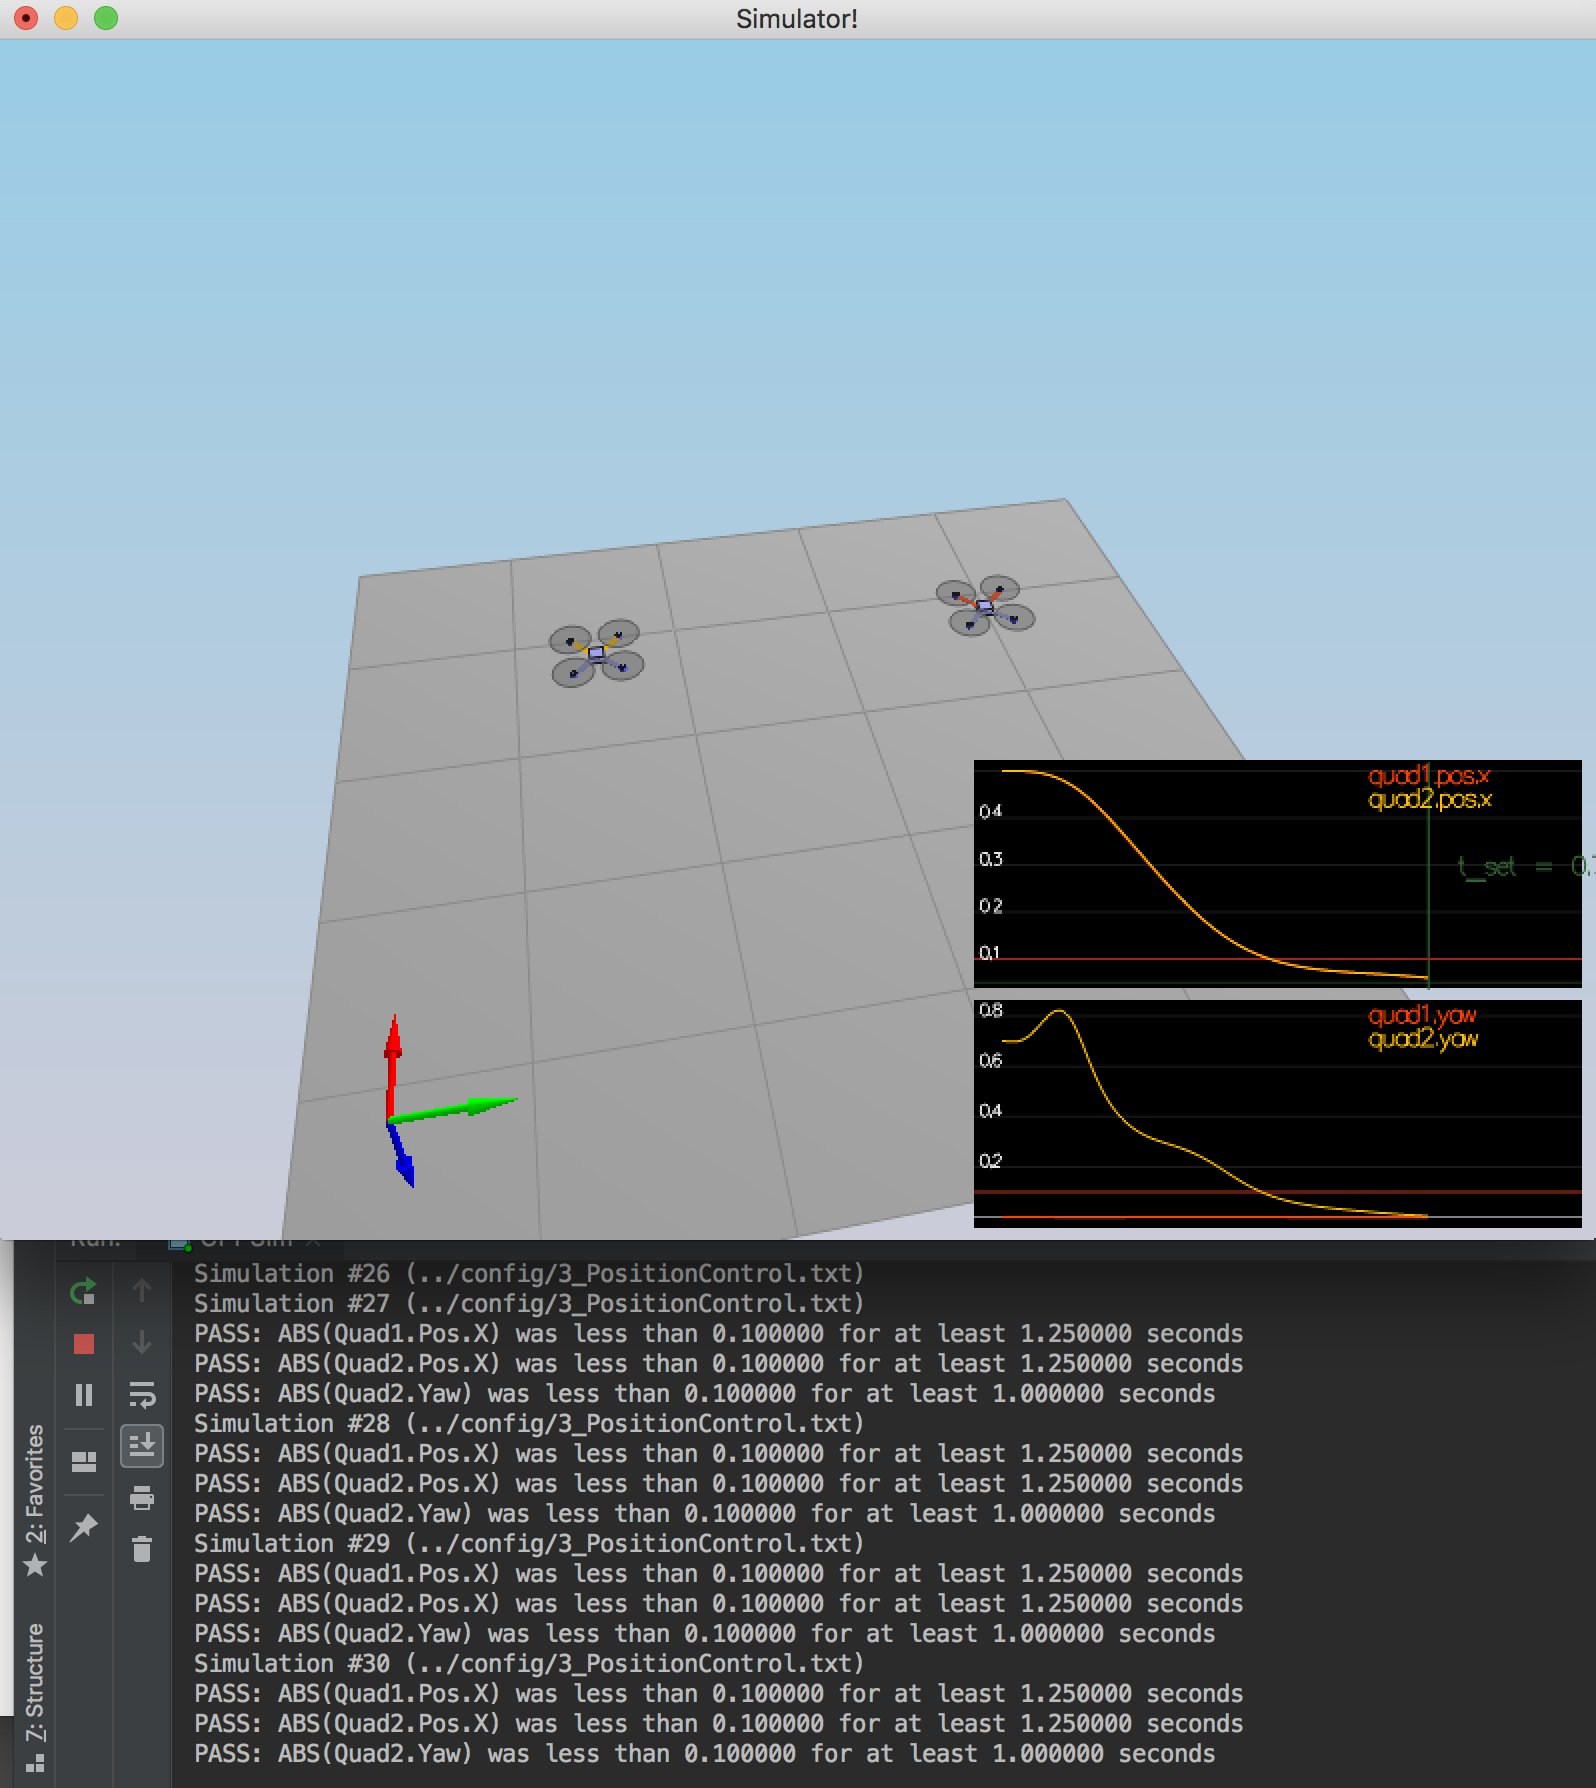 Simulator!
quad1.pos.x
quad2.pos.x
0.4
0.3
t_set = 0.
0.2
0.1
0.8
quad1.yaw
quad2.yaw
0.6
0.4
0.2
Simulation #26 (../config/3_PositionControl.txt)
Simulation #27 (../config/3_PositionControl.txt)
PASS: ABS(Quad1.Pos.X) was less than 0.100000 for at least 1.250000 seconds
PASS: ABS(Quad2.Pos.X) was less than 0.100000 for at least 1.250000 seconds
PASS: ABS(Quad2.Yaw) was less than 0.100000 for at least 1.000000 seconds
Simulation #28 (../config/3_PositionControl.txt)
PASS: ABS(Quad1.Pos.X) was less than 0.100000 for at least 1.250000 seconds
PASS: ABS(Quad2.Pos.X) was less than 0.100000 for at least 1.250000 seconds
PASS: ABS(Quad2.Yaw) was less than 0.100000 for at least 1.000000 seconds
Simulation #29 (../config/3_PositionControl.txt)
PASS: ABS(Quad1.Pos.X) was less than 0.100000 for at least 1.250000 seconds
PASS: ABS(Quad2.Pos.X) was less than 0.100000 for at least 1.250000 seconds
PASS: ABS(Quad2.Yaw) was less than 0.100000 for at least 1.000000 seconds
Simulation #30 (../config/3_PositionControl.txt)
PASS: ABS(Quad1.Pos.X) was less than 0.100000 for at least 1.250000 seconds
PASS: ABS(Quad2.Pos.X) was less than 0.100000 for at least 1.250000 seconds
PASS: ABS(Quad2.Yaw) was less than 0.100000 for at least 1.000000 seconds
2: Favorites
7: Structure